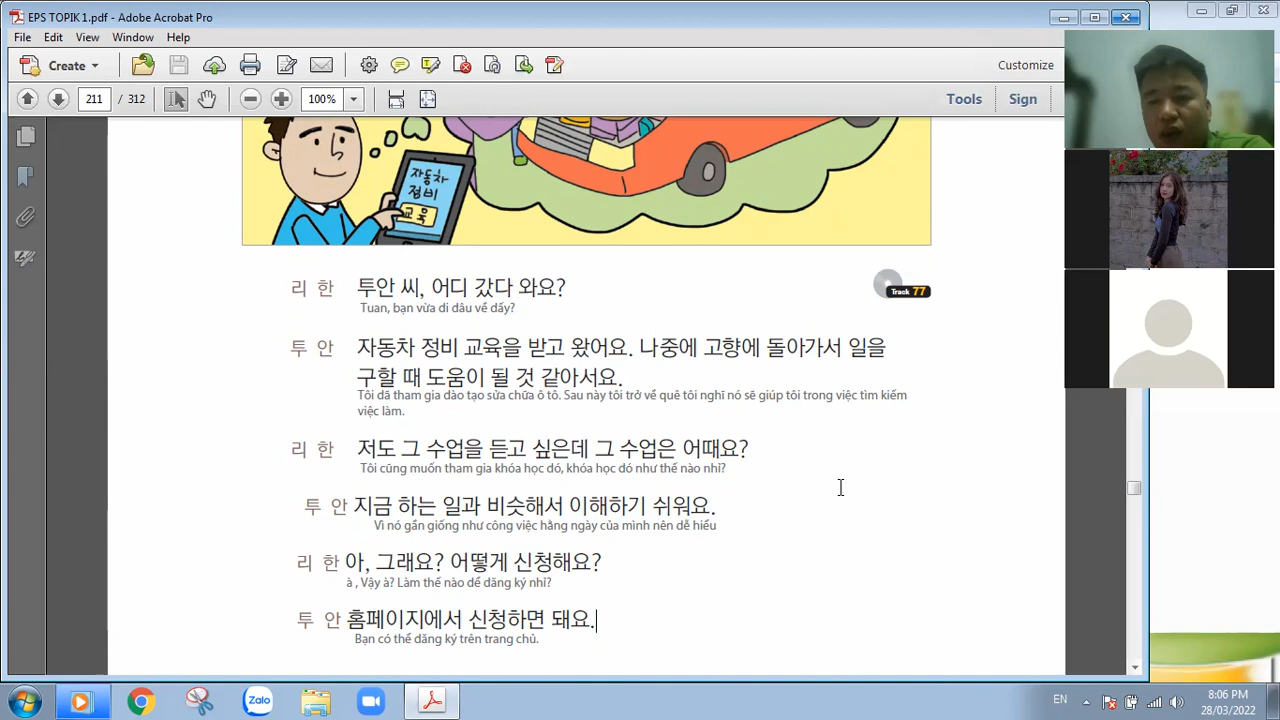 EPS TOPIK 1.pdf - Adobe Acrobat Pro
File Edit View Window Help
Create Customize
211 / 312 100% Tools Sign
자동차
정비
교육
리 한 투안 씨, 어디 갔다 와요? Track 77
Tuan, bạn vừa di dâu về dấy?
투 안 자동차 정비 교육을 받고 왔어요. 나중에 고향에 돌아가서 일을
구할 때 도움이 될 것 같아서요.
Tôi dã tham gia dào tạo sửa chữa ô tô. Sau này tôi trở về quê tôi nghĩ nó sẽ giúp tôi trong việc tìm kiếm
việc làm.
리 한 저도 그 수업을 듣고 싶은데 그 수업은 어때요?
Tôi cũng muốn tham gia khóa học dó, khóa học dó như thế nào nhỉ?
투 안 지금 하는 일과 비슷해서 이해하기 쉬워요.
Vì nó gần giống như công việc hằng ngày của mình nên dễ hiểu
리 한 아, 그래요? 어떻게 신청해요?
à , Vậy à? Làm thế nào dể dăng ký nhỉ?
투 안 홈페이지에서 신청하면 돼요.
Bạn có thể dăng ký trên trang chủ.
Zalo
EN 8:06 PM
28/03/2022